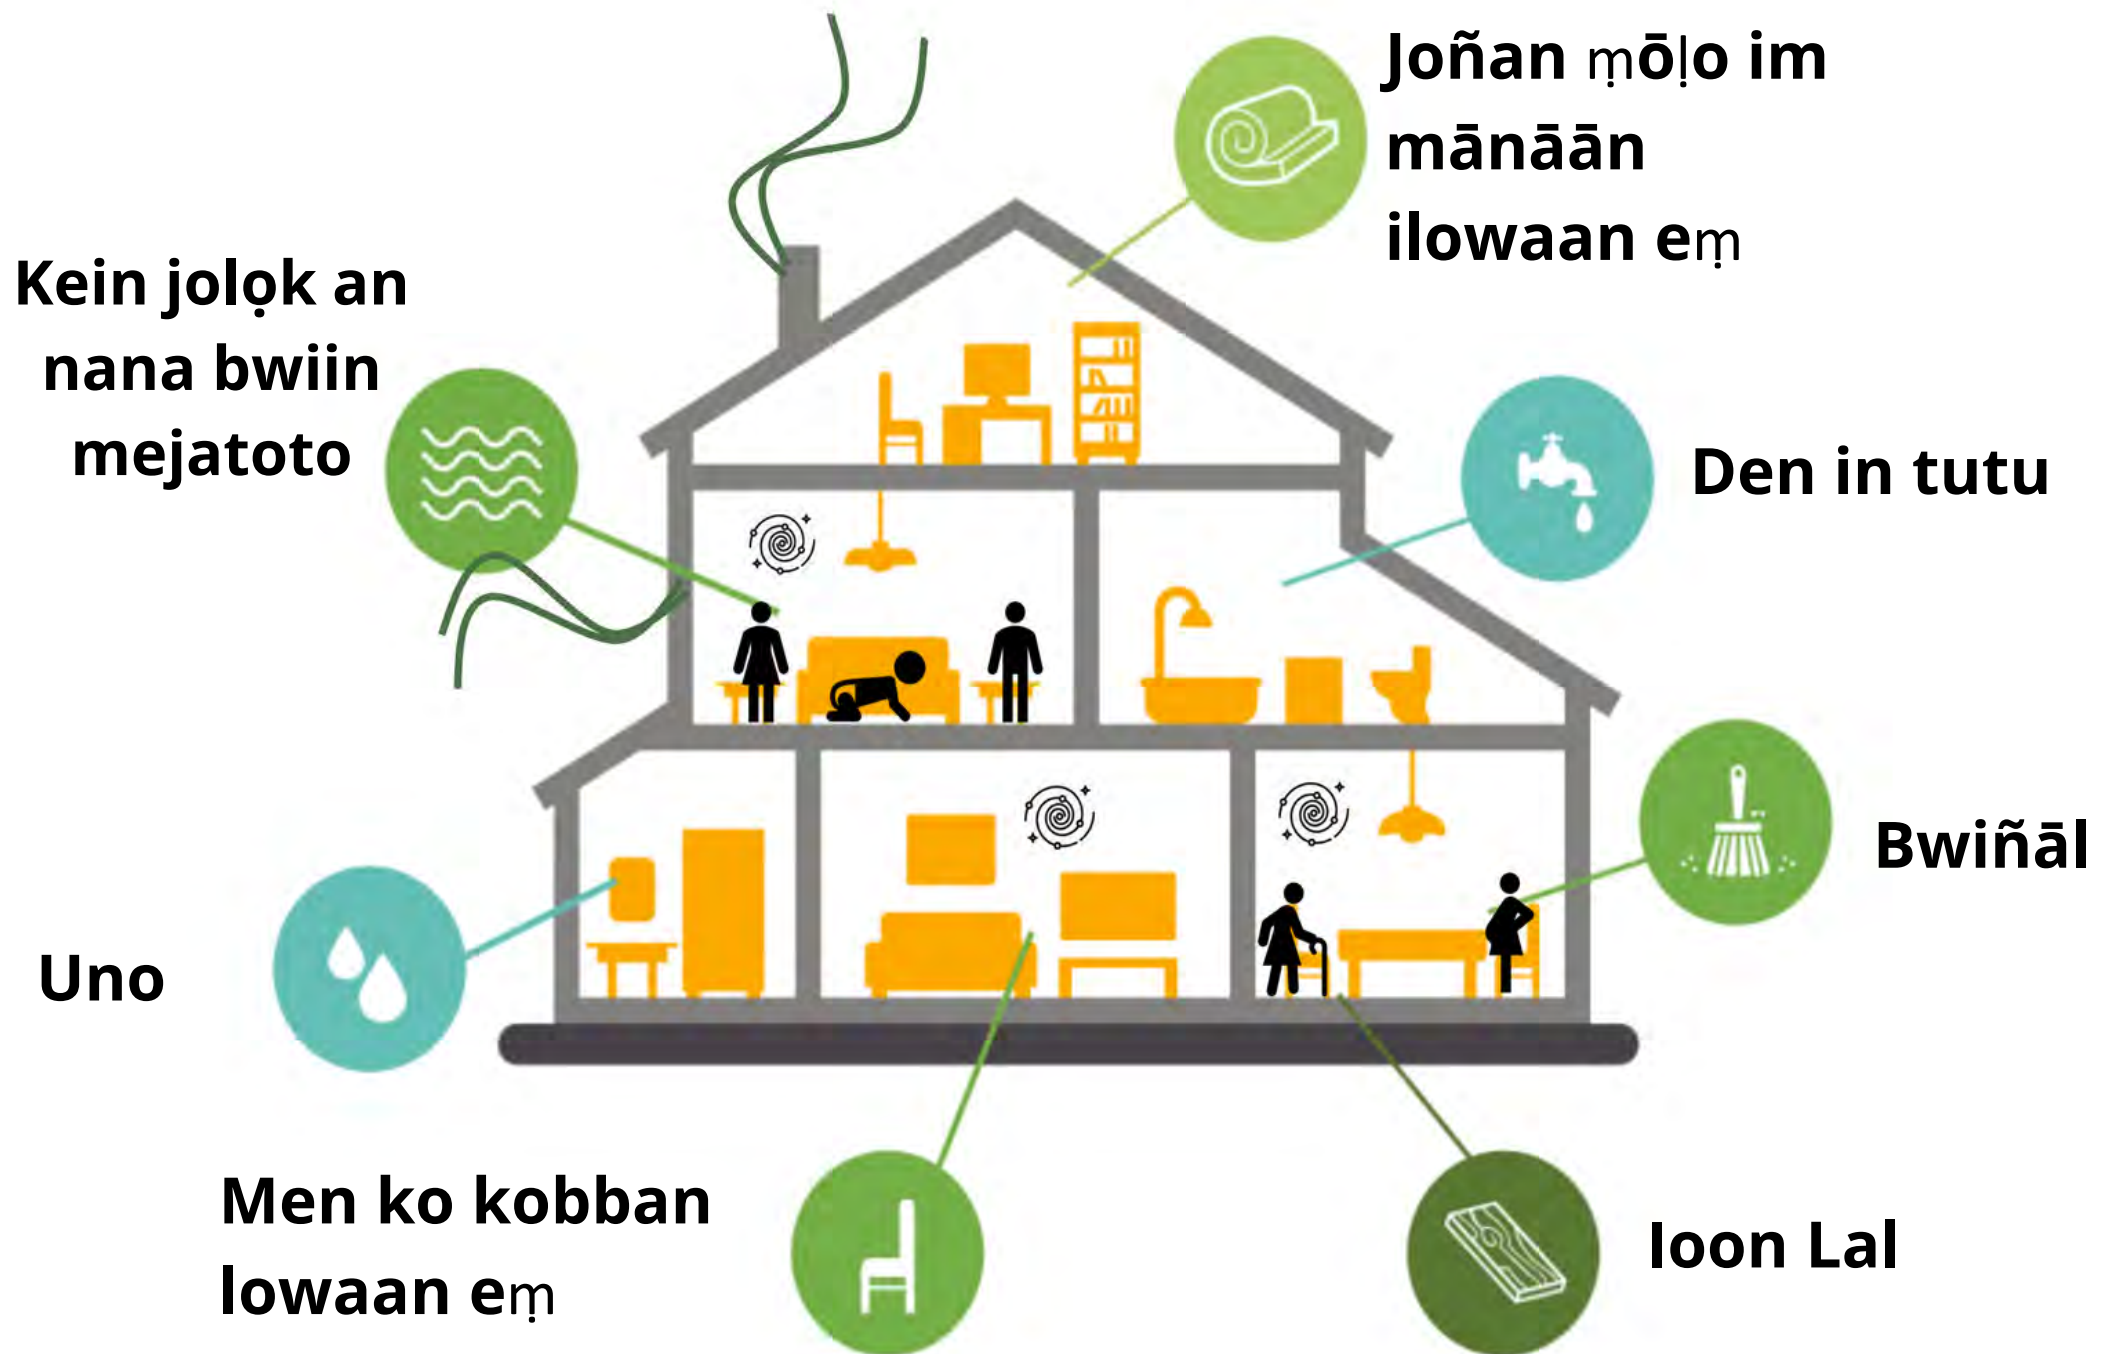 Joñan ṃōḷo im
mānāān
ilowaan eṃ
Kein jolọk an
nana bwiin
mejatoto
Den in tutu
Bwiñāl
Uno
Men ko kobban
lowaan eṃ
Ioon Lal